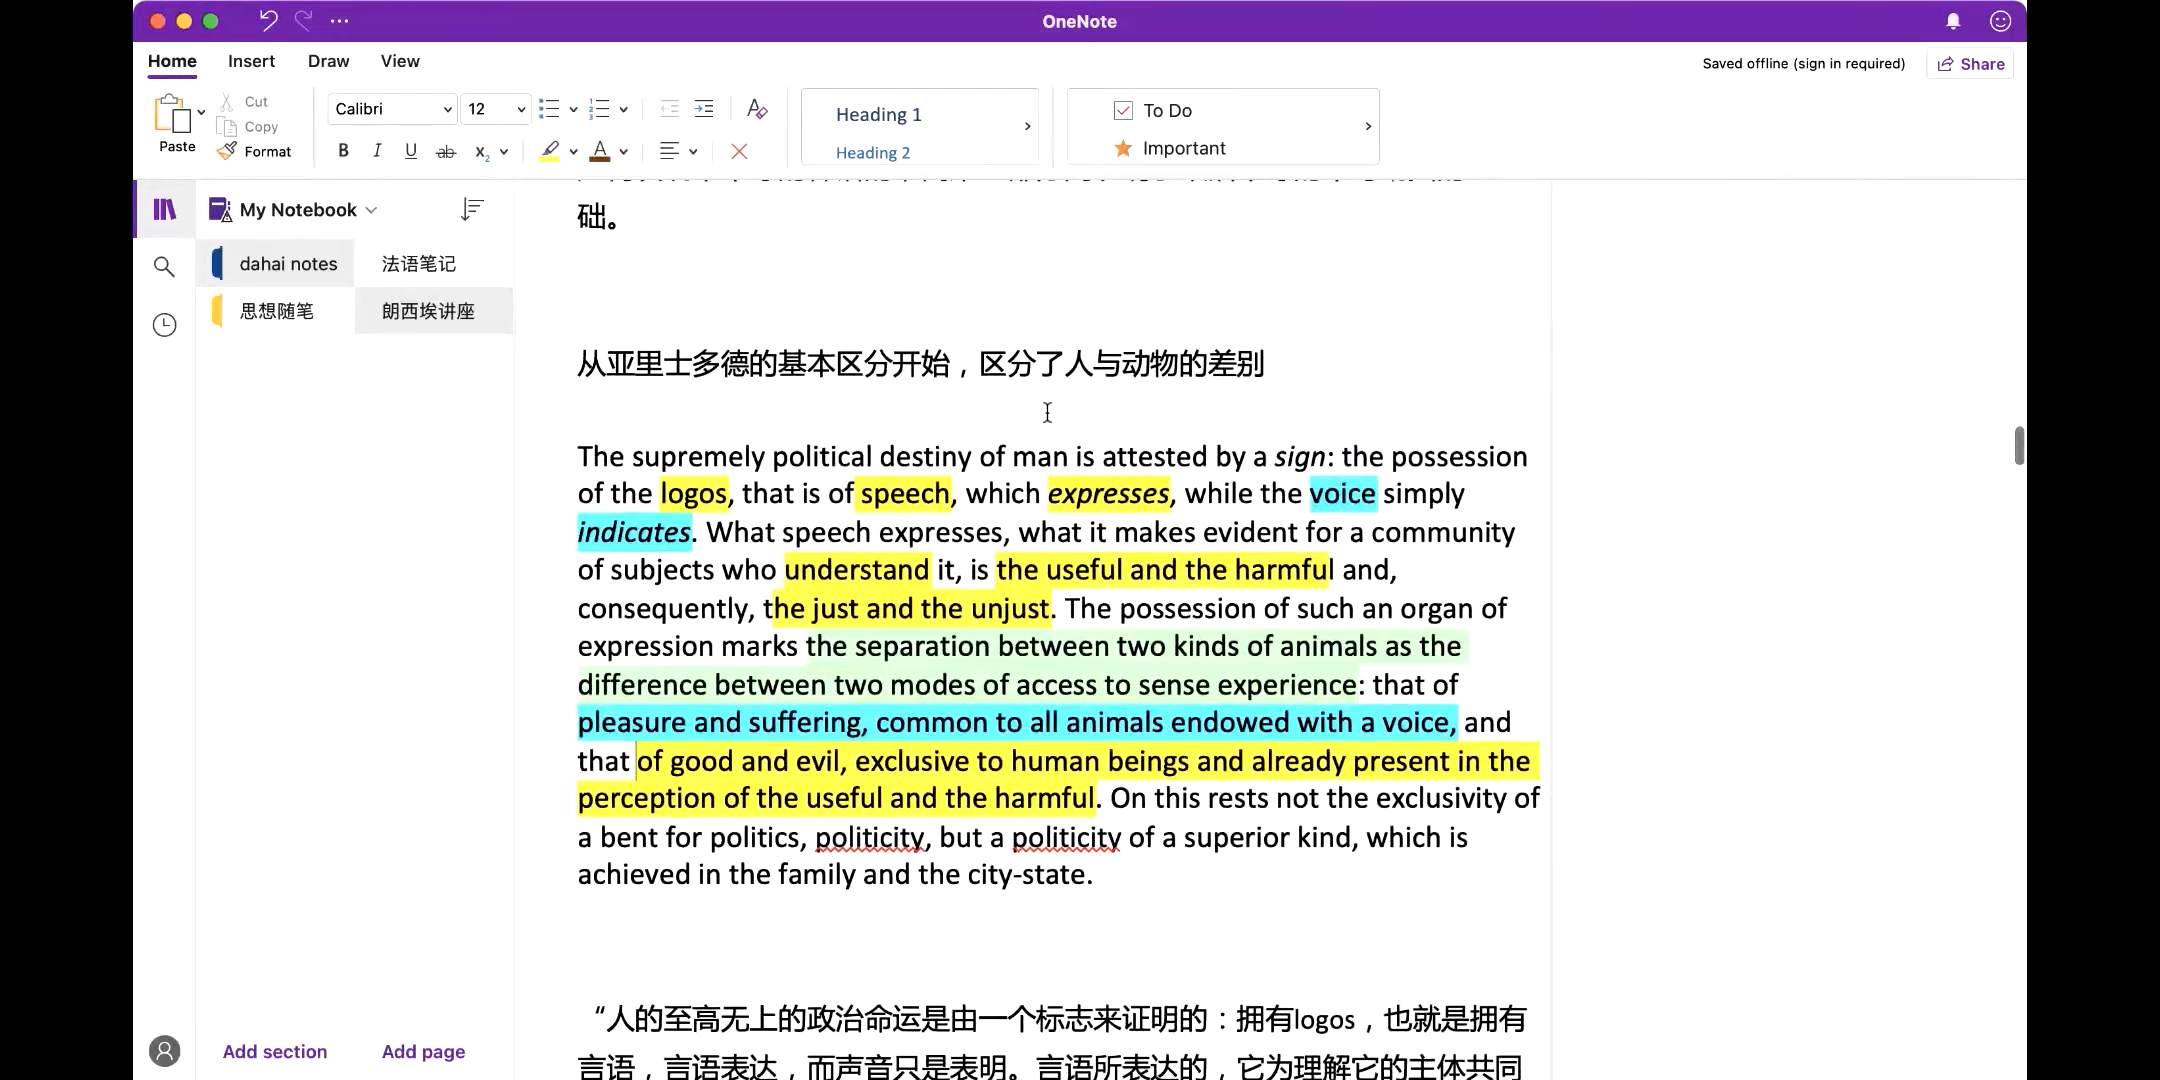 OneNote
Home Insert Draw View
Saved offline (sign in required) Share
Paste
Cut
Copy
Format
Calibri 12
B I U ab x₂ A
Heading 1
Heading 2
To Do
Important
My Notebook
dahai notes
思想随笔
法语笔记
朗西埃讲座
础。
从亚里士多德的基本区分开始，区分了人与动物的差别
The supremely political destiny of man is attested by a sign: the possession
of the logos, that is of speech, which expresses, while the voice simply
indicates. What speech expresses, what it makes evident for a community
of subjects who understand it, is the useful and the harmful and,
consequently, the just and the unjust. The possession of such an organ of
expression marks the separation between two kinds of animals as the
difference between two modes of access to sense experience: that of
pleasure and suffering, common to all animals endowed with a voice, and
that of good and evil, exclusive to human beings and already present in the
perception of the useful and the harmful. On this rests not the exclusivity of
a bent for politics, politicity, but a politicity of a superior kind, which is
achieved in the family and the city-state.
“人的至高无上的政治命运是由一个标志来证明的：拥有logos，也就是拥有
言语，言语表达，而声音只是表明。言语所表达的，它为理解它的主体共同
Add section Add page